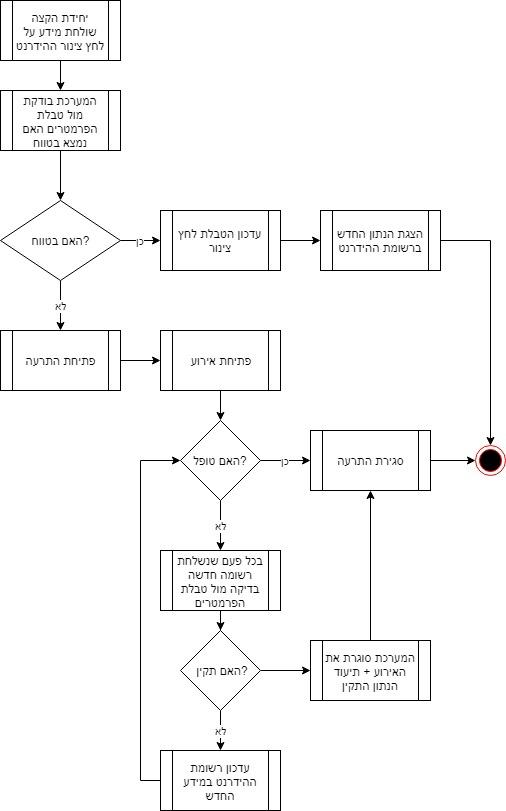 יחידת הקצה
שולחת מידע על
לחץ צינור ההידרנט
המערכת בודקת
מול טבלת
הפרמטרים האם
נמצא בטווח
האם בטווח?
כן
עדכון הטבלת לחץ
צינור
הצגת הנתון החדש
ברשומת ההידרנט
לא
פתיחת התרעה
פתיחת אירוע
האם טופל?
כן
סגירת התרעה
לא
בכל פעם שנשלחת
רשומה חדשה
בדיקה מול טבלת
הפרמטרים
האם תקין?
המערכת סוגרת את
האירוע + תיעוד
הנתון התקין
לא
עדכון רשומת
ההידרנט במידע
החדש